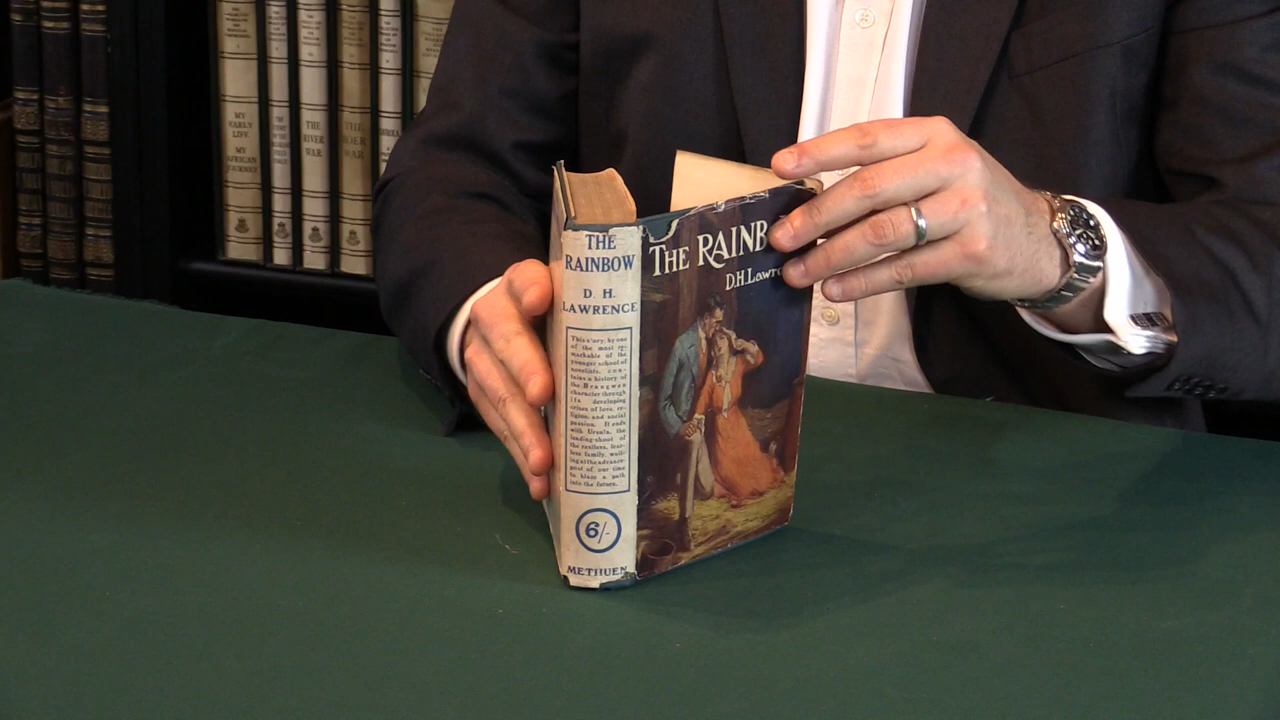 MY
EARLY
LIFE
MY
AFRICAN
JOURNEY
THE
RIVER
WAR
THE
BOER
WAR
THE
RAINBOW
D. H.
LAWRENCE
This story, by one
of the most re-
markable of the
younger school of
novelists, con-
tains a history of
the Brangwen
character through
its developing
crises of love, re-
ligion, and social
passion. It ends
with Ursula, the
leading-shoot of
the restless, fear-
less family, wait-
ing at the advance-
post of our time
to blaze a path
into the future.
6/-
METHUEN
THE RAINB
D.H.Lawre